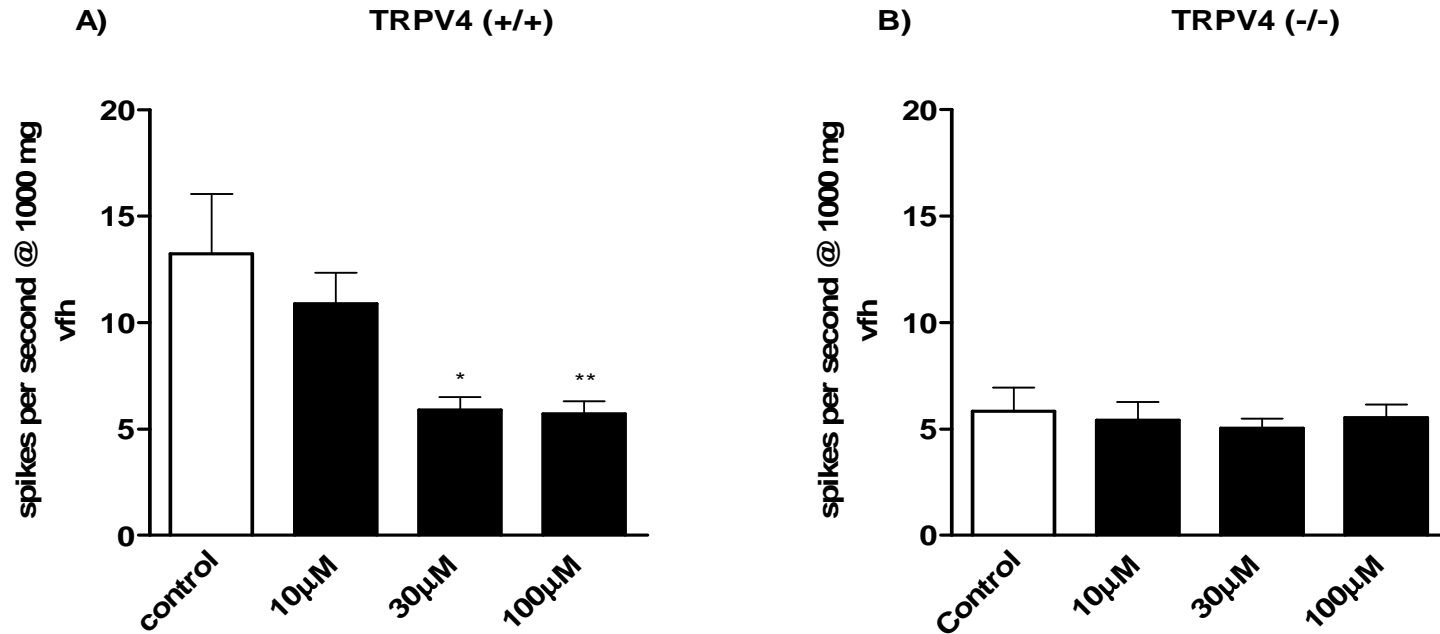 A) TRPV4 (+/+)
spikes per second @ 1000 mg
vfh
20
15
10
5
0
*
**
control
10µM
30µM
100µM
B) TRPV4 (-/-)
spikes per second @ 1000 mg
vfh
20
15
10
5
0
Control
10µM
30µM
100µM